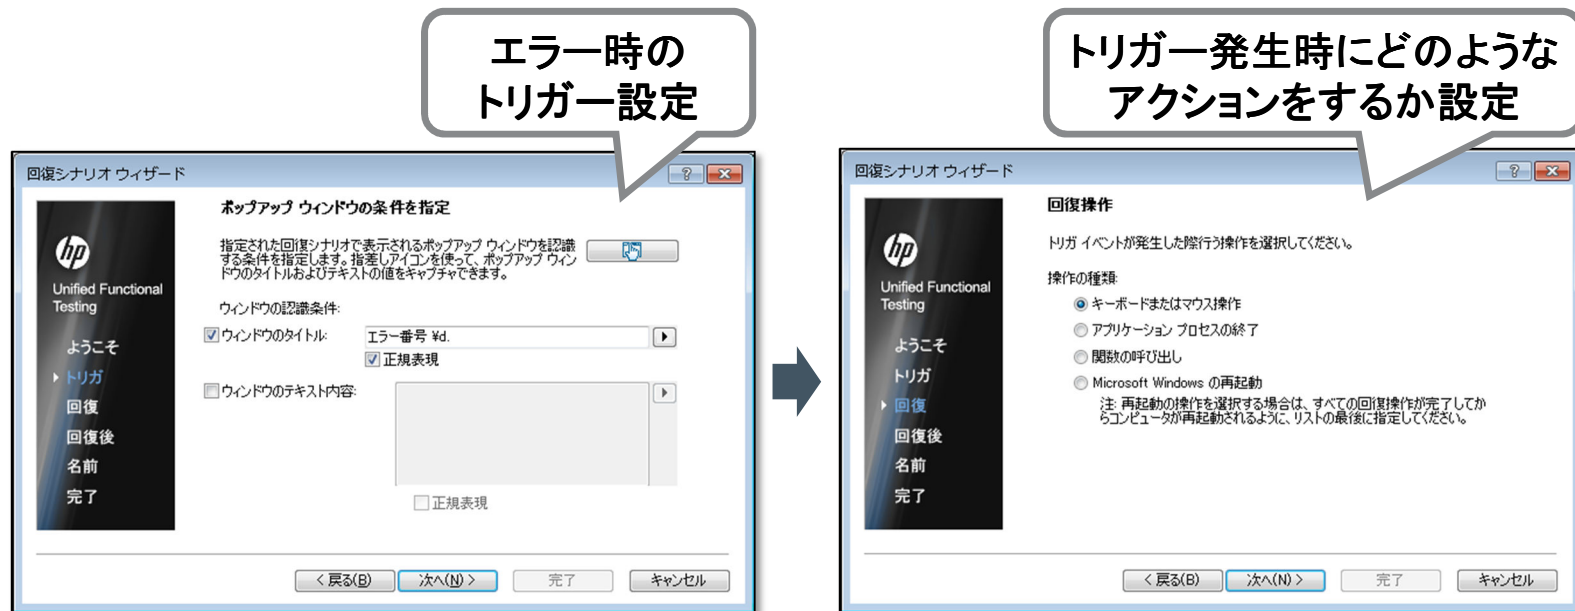 エラー時の
トリガー設定
トリガー発生時にどのような
アクションをするか設定
回復シナリオ ウィザード
ポップアップ ウィンドウの条件を指定
hp
Unified Functional
Testing
ようこそ
トリガ
回復
回復後
名前
完了
指定された回復シナリオで表示されるポップアップ ウィンドウを認識
する条件を指定します。指差しアイコンを使って、ポップアップ ウィン
ドウのタイトルおよびテキストの値をキャプチャできます。
ウィンドウの認識条件:
ウィンドウのタイトル:
エラー番号 ¥d.
正規表現
ウィンドウのテキスト内容:
正規表現
< 戻る(B)
次へ(N) >
完了
キャンセル
回復シナリオ ウィザード
回復操作
hp
Unified Functional
Testing
ようこそ
トリガ
回復
回復後
名前
完了
トリガ イベントが発生した際行う操作を選択してください。
操作の種類:
キーボードまたはマウス操作
アプリケーション プロセスの終了
関数の呼び出し
Microsoft Windows の再起動
注: 再起動の操作を選択する場合は、すべての回復操作が完了してか
らコンピュータが再起動されるように、リストの最後に指定してください。
< 戻る(B)
次へ(N) >
完了
キャンセル